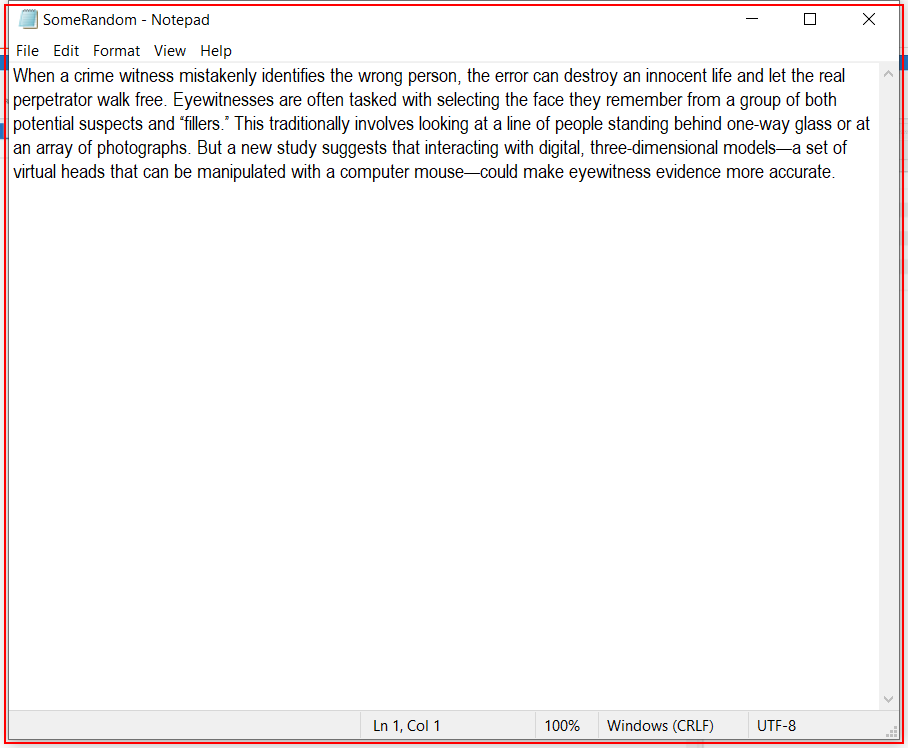 SomeRandom - Notepad
File Edit Format View Help
When a crime witness mistakenly identifies the wrong person, the error can destroy an innocent life and let the real
perpetrator walk free. Eyewitnesses are often tasked with selecting the face they remember from a group of both
potential suspects and “fillers.” This traditionally involves looking at a line of people standing behind one-way glass or at
an array of photographs. But a new study suggests that interacting with digital, three-dimensional models—a set of
virtual heads that can be manipulated with a computer mouse—could make eyewitness evidence more accurate.
Ln 1, Col 1 100% Windows (CRLF) UTF-8